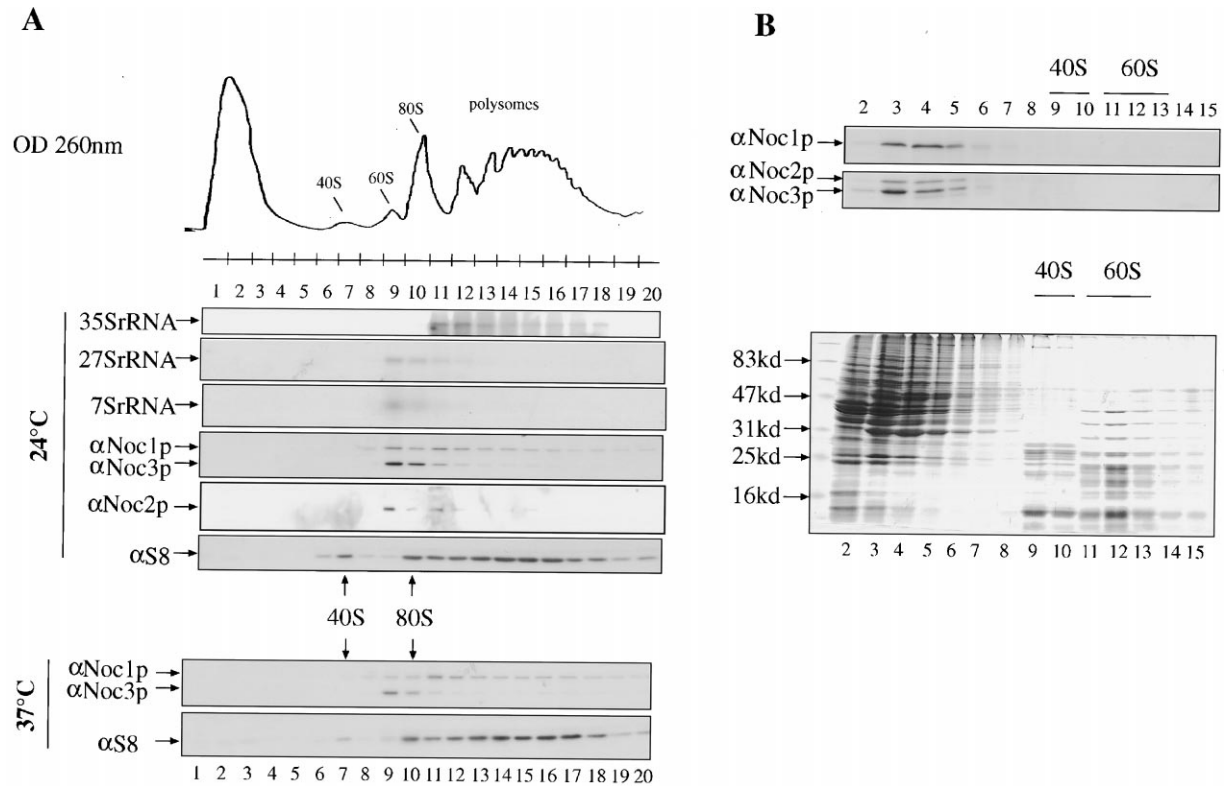 A
OD 260nm
40S
60S
80S
polysomes
1 2 3 4 5 6 7 8 9 10 11 12 13 14 15 16 17 18 19 20
24°C
35SrRNA
27SrRNA
7SrRNA
αNoc1p
αNoc3p
αNoc2p
αS8
40S 80S
37°C
αNoc1p
αNoc3p
αS8
1 2 3 4 5 6 7 8 9 10 11 12 13 14 15 16 17 18 19 20
B
40S 60S
2 3 4 5 6 7 8 9 10 11 12 13 14 15
αNoc1p
αNoc2p
αNoc3p
40S 60S
83kd
47kd
31kd
25kd
16kd
2 3 4 5 6 7 8 9 10 11 12 13 14 15